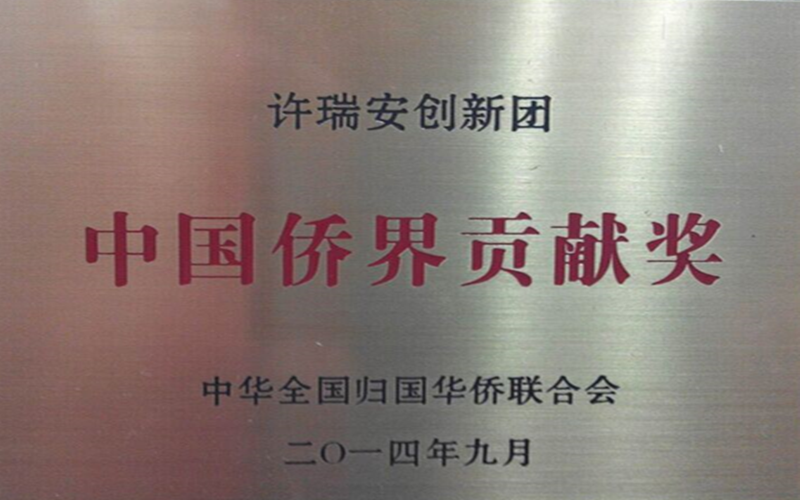 许瑞安创新团
中国侨界贡献奖
中华全国归国华侨联合会
二〇一四年九月